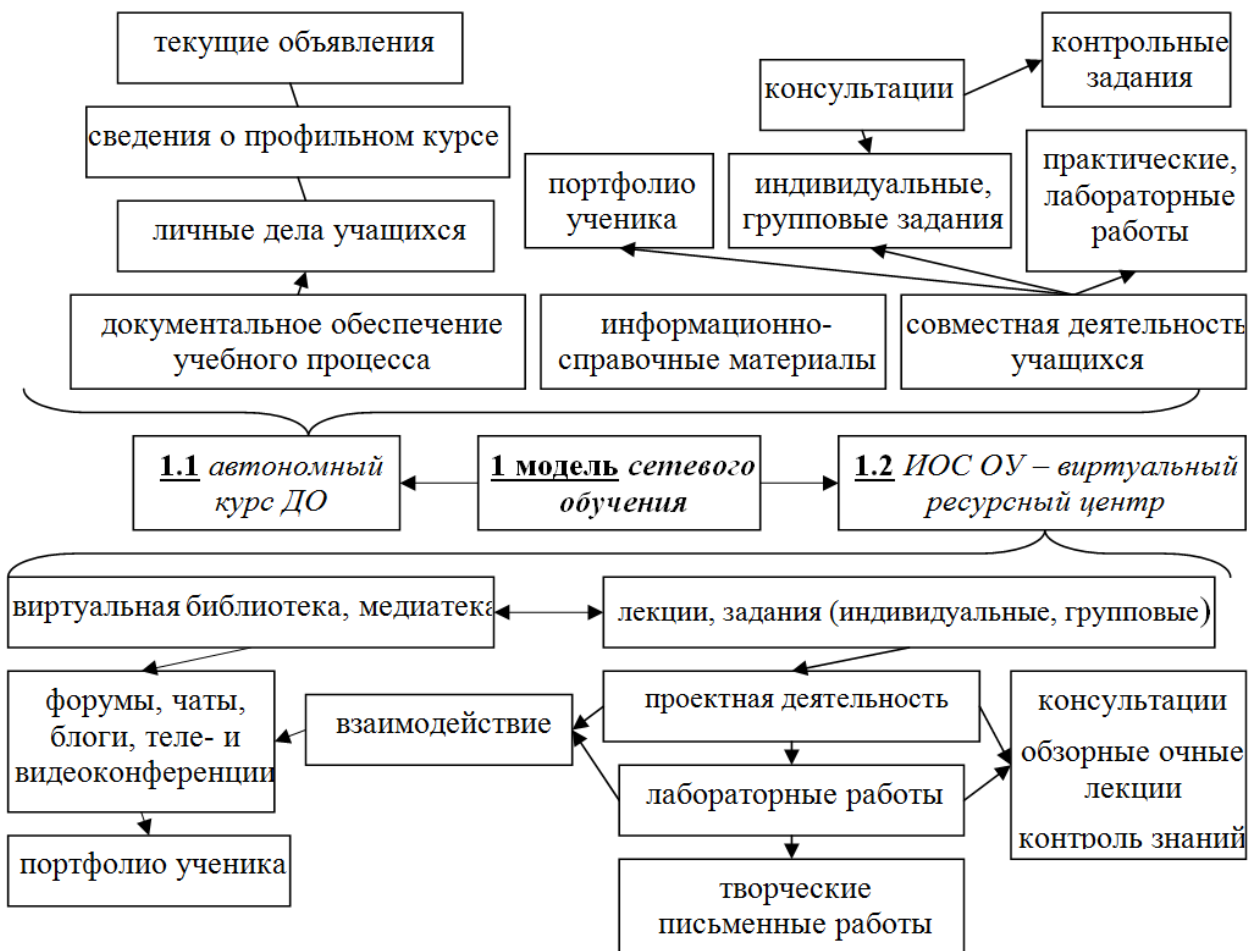 текущие объявления
сведения о профильном курсе
личные дела учащихся
документальное обеспечение
учебного процесса
консультации
контрольные
задания
портфолио
ученика
индивидуальные,
групповые задания
практические,
лабораторные
работы
информационно-
справочные материалы
совместная деятельность
учащихся
1.1 автономный
курс ДО
1 модель сетевого
обучения
1.2 ИОС ОУ – виртуальный
ресурсный центр
виртуальная библиотека, медиатека
лекции, задания (индивидуальные, групповые)
форумы, чаты,
блоги, теле- и
видеоконференции
взаимодействие
проектная деятельность
лабораторные работы
консультации
обзорные очные
лекции
контроль знаний
портфолио ученика
творческие
письменные работы